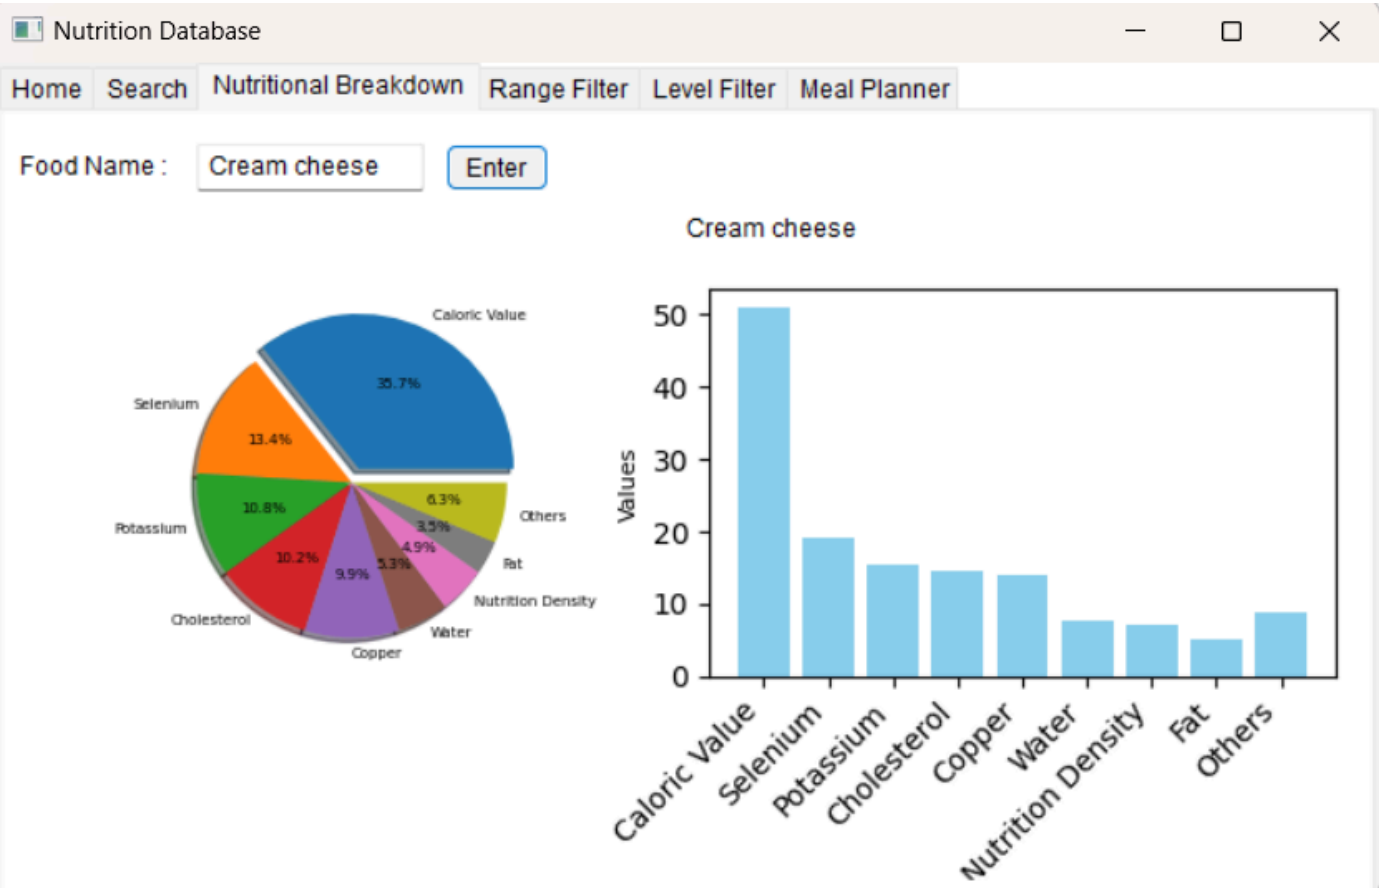 Nutrition Database
Home Search Nutritional Breakdown Range Filter Level Filter Meal Planner
Food Name : Cream cheese Enter
Cream cheese
Caloric Value
35.7%
Selenium
13.4%
Potassium
10.8%
Cholesterol
10.2%
Copper
9.9%
Water
5.3%
Nutrition Density
4.9%
Fat
3.5%
Others
6.3%
Values
50
40
30
20
10
0
Caloric Value
Selenium
Potassium
Cholesterol
Copper
Water
Nutrition Density
Fat
Others